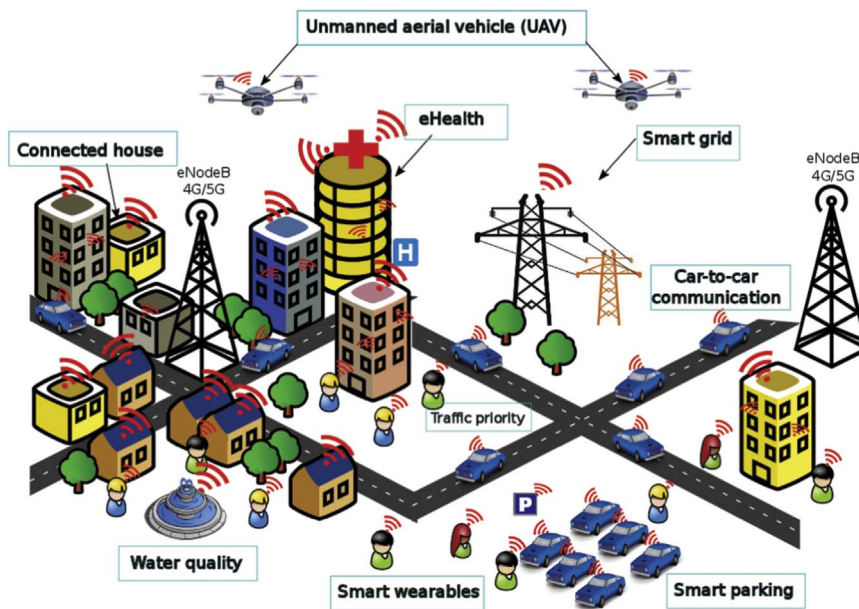 Unmanned aerial vehicle (UAV)
eHealth
Smart grid
Connected house
eNodeB
4G/5G
eNodeB
4G/5G
H
Car-to-car
communication
Traffic priority
P
Water quality
Smart wearables
Smart parking